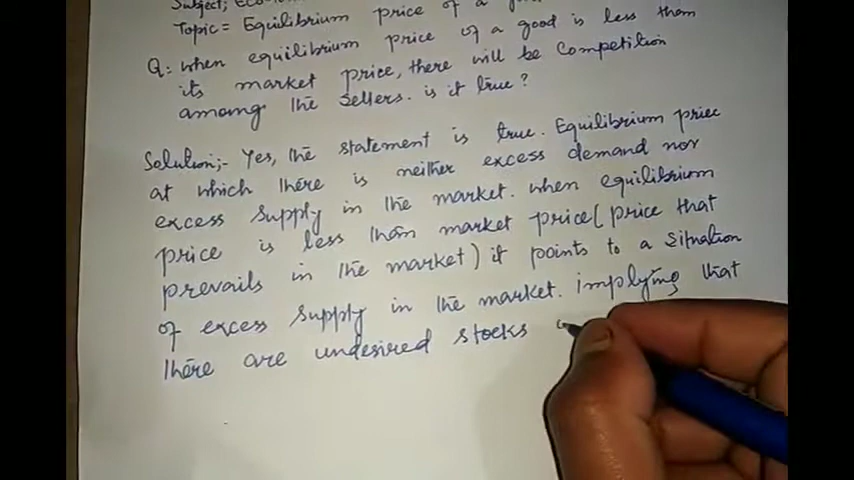 Subject;
Topic= Equilibrium price of a
Q: when equilibrium price of a good is less than
its market price, there will be competition
among the sellers. is it true?
Solution;- Yes, the statement is true. Equilibrium price
at which there is neither excess demand nor
excess supply in the market. when equilibrium
price is less than market price (price that
prevails in the market) it points to a situation
of excess supply in the market. implying that
there are undesired stocks